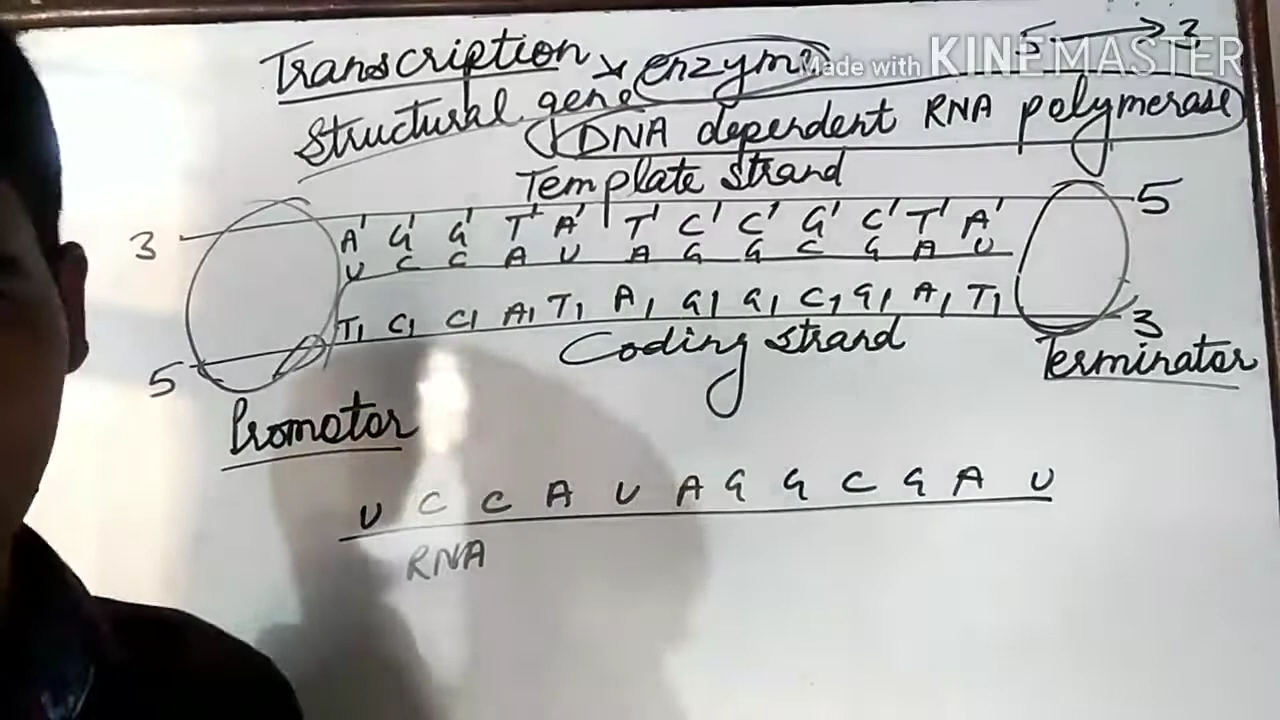 Transcription enzyme 5 → 3
Made with KINEMASTER
Structural gene DNA dependent RNA polymerase
Template strand
3 5
A' G' G' T' A' T' C' C' G' C' T' A'
U C C A U A G G C G A U
T C C A T A G G C G A T
5 3
Coding strand
Terminator
Promotor
U C C A U A G G C G A U
RNA